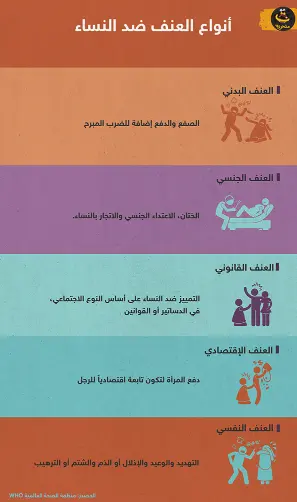 أنواع العنف ضد النساء
العنف البدني
الصفع والدفع إضافة للضرب المبرح
العنف الجنسي
الختان، الاعتداء الجنسي والاتجار بالنساء.
العنف القانوني
التمييز ضد النساء على أساس النوع الاجتماعي،
في الدساتير أو القوانين
العنف الإقتصادي
دفع المرأة لتكون تابعة اقتصادياً للرجل
العنف النفسي
التهديد والوعيد والإذلال أو الذم والشتم أو الترهيب
المصدر: منظمة الصحة العالمية WHO